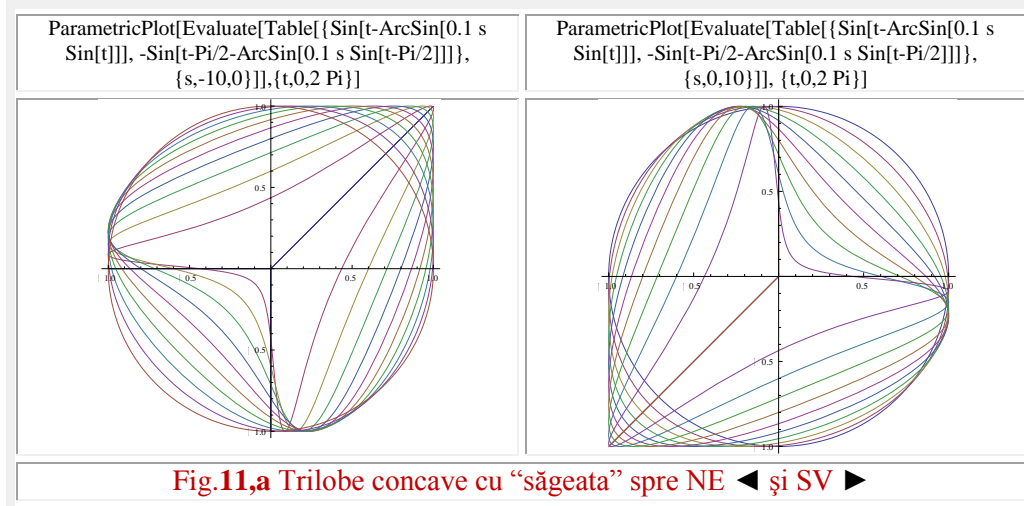 ParametricPlot[Evaluate[Table[{Sin[t-ArcSin[0.1 s
Sin[t]]], -Sin[t-Pi/2-ArcSin[0.1 s Sin[t-Pi/2]]]},
{s,-10,0}]],{t,0,2 Pi}]
ParametricPlot[Evaluate[Table[{Sin[t-ArcSin[0.1 s
Sin[t]]], -Sin[t-Pi/2-ArcSin[0.1 s Sin[t-Pi/2]]]},
{s,0,10}]], {t,0,2 Pi}]
1.0
0.5
1.0
0.5
0.5
1.0
0.5
1.0
1.0
0.5
1.0
0.5
0.5
1.0
0.5
1.0
Fig.11,a Trilobe concave cu “săgeata” spre NE ◄ şi SV ►